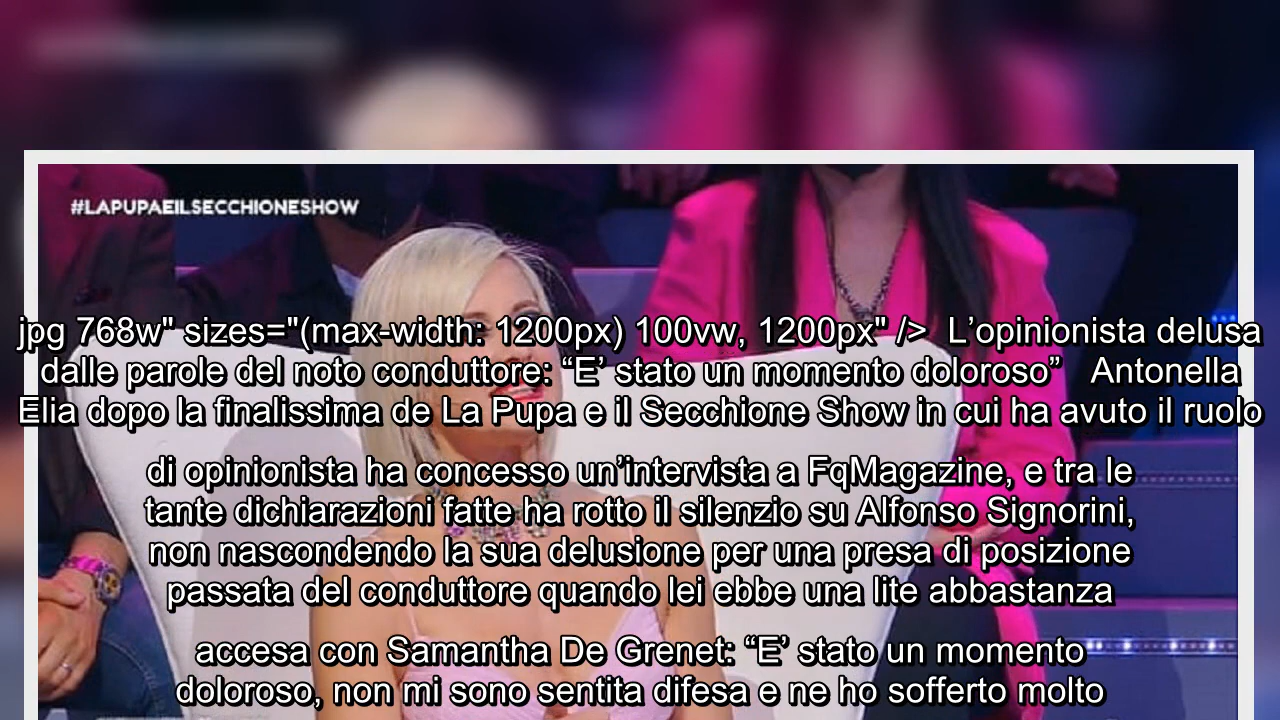 #LAPUPAEILSECCHIONESHOW
jpg 768w" sizes="(max-width: 1200px) 100vw, 1200px" /> L’opinionista delusa
dalle parole del noto conduttore: “E’ stato un momento doloroso” Antonella
Elia dopo la finalissima de La Pupa e il Secchione Show in cui ha avuto il ruolo
di opinionista ha concesso un’intervista a FqMagazine, e tra le
tante dichiarazioni fatte ha rotto il silenzio su Alfonso Signorini,
non nascondendo la sua delusione per una presa di posizione
passata del conduttore quando lei ebbe una lite abbastanza
accesa con Samantha De Grenet: “E’ stato un momento
doloroso, non mi sono sentita difesa e ne ho sofferto molto